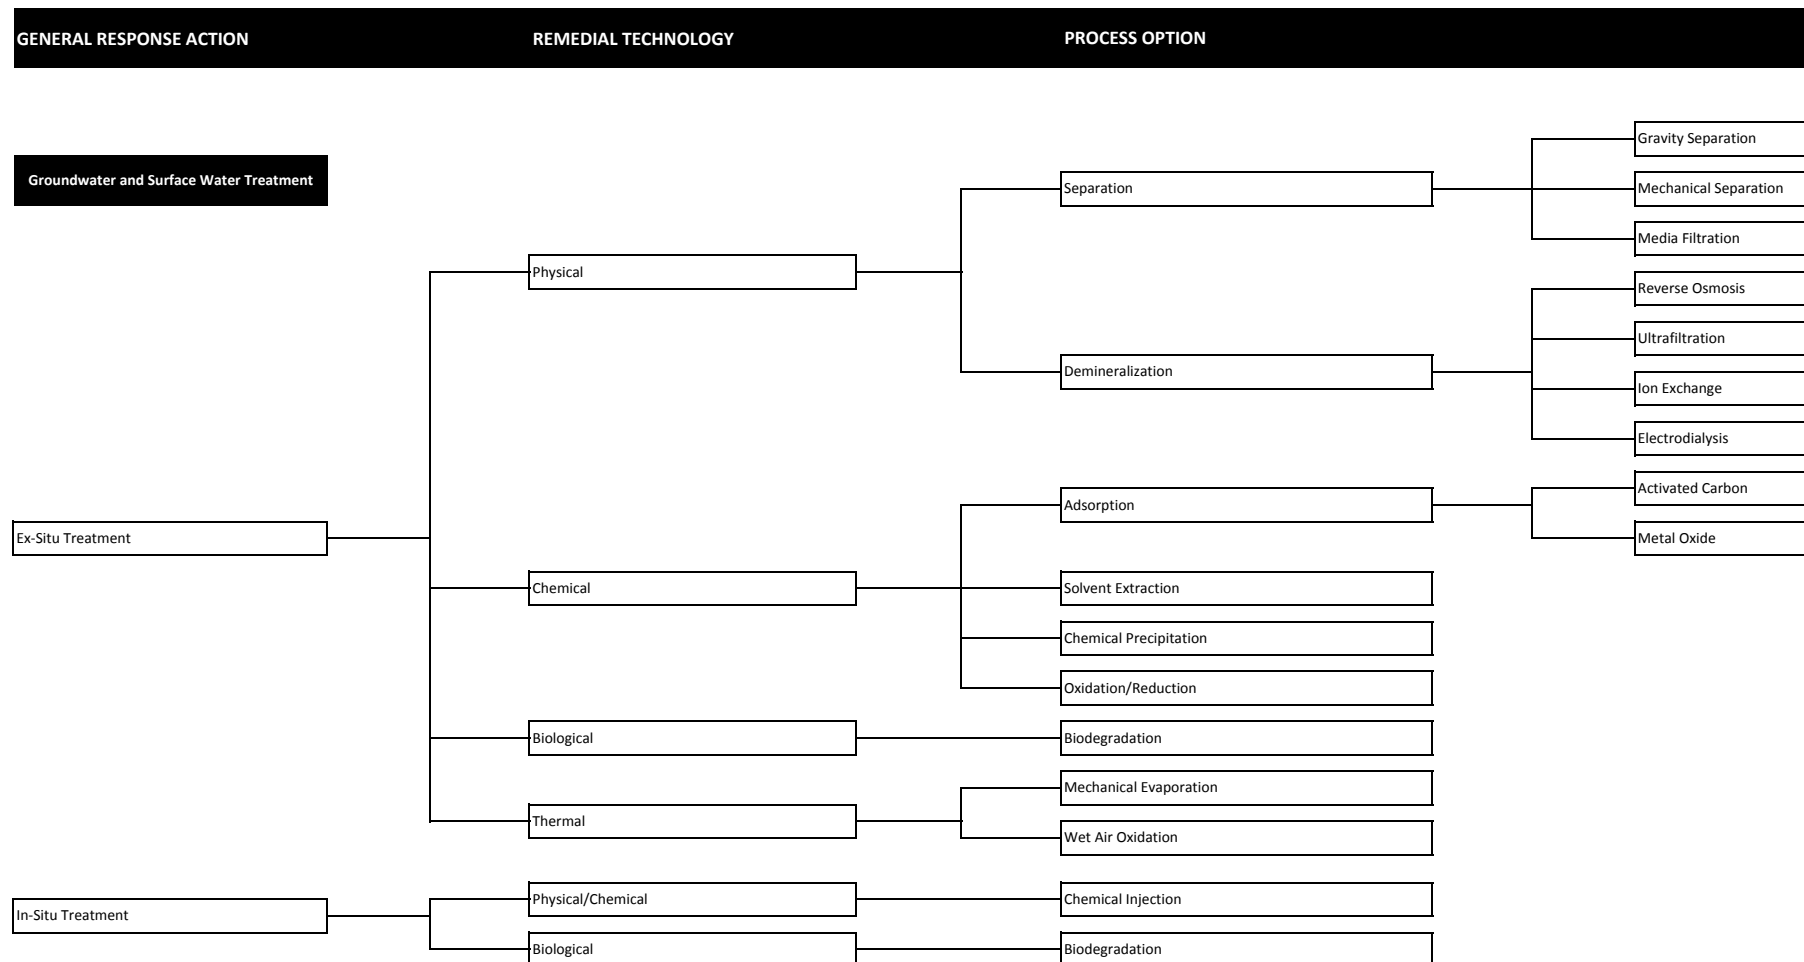 GENERAL RESPONSE ACTION
REMEDIAL TECHNOLOGY
PROCESS OPTION
Groundwater and Surface Water Treatment
Gravity Separation
Separation
Mechanical Separation
Media Filtration
Physical
Reverse Osmosis
Ultrafiltration
Demineralization
Ion Exchange
Electrodialysis
Activated Carbon
Adsorption
Ex-Situ Treatment
Metal Oxide
Chemical
Solvent Extraction
Chemical Precipitation
Oxidation/Reduction
Biological
Biodegradation
Mechanical Evaporation
Thermal
Wet Air Oxidation
Physical/Chemical
Chemical Injection
In-Situ Treatment
Biological
Biodegradation